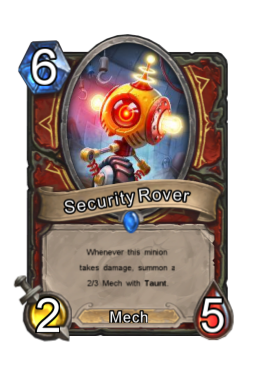 6
Security Rover
Whenever this minion
takes damage, summon a
2/3 Mech with Taunt.
2
Mech
5